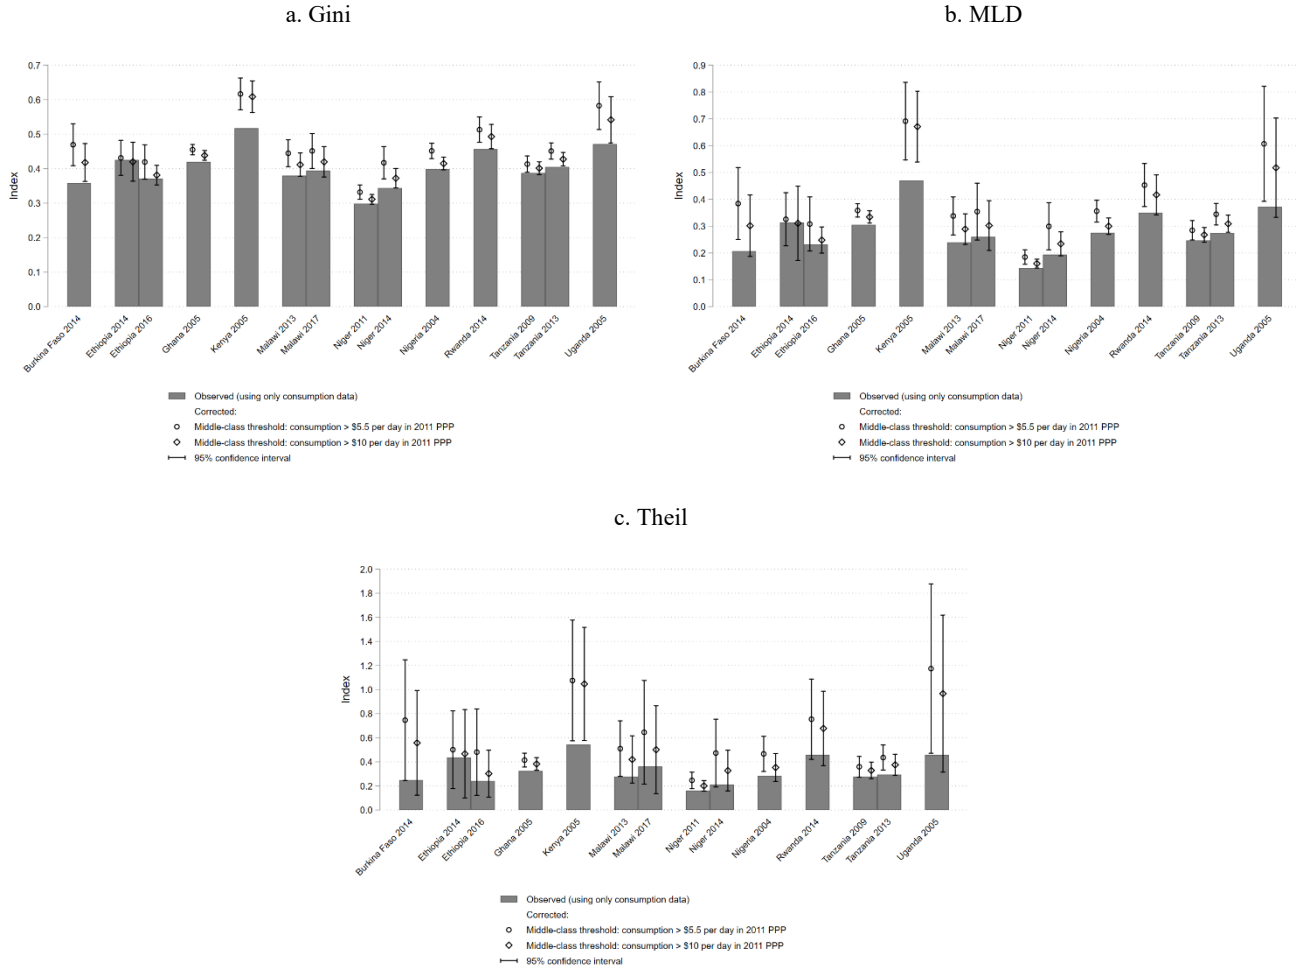 a. Gini
0.7
0.6
0.5
0.4
0.3
0.2
0.1
0.0
Index
Burkina Faso 2014
Ethiopia 2014
Ethiopia 2016
Ghana 2005
Kenya 2005
Malawi 2013
Malawi 2017
Niger 2011
Niger 2014
Nigeria 2004
Rwanda 2014
Tanzania 2009
Tanzania 2013
Uganda 2005
Observed (using only consumption data)
Corrected:
Middle-class threshold: consumption > $5.5 per day in 2011 PPP
Middle-class threshold: consumption > $10 per day in 2011 PPP
95% confidence interval
b. MLD
0.9
0.8
0.7
0.6
0.5
0.4
0.3
0.2
0.1
0.0
Index
Burkina Faso 2014
Ethiopia 2014
Ethiopia 2016
Ghana 2005
Kenya 2005
Malawi 2013
Malawi 2017
Niger 2011
Niger 2014
Nigeria 2004
Rwanda 2014
Tanzania 2009
Tanzania 2013
Uganda 2005
Observed (using only consumption data)
Corrected:
Middle-class threshold: consumption > $5.5 per day in 2011 PPP
Middle-class threshold: consumption > $10 per day in 2011 PPP
95% confidence interval
c. Theil
2.0
1.8
1.6
1.4
1.2
1.0
0.8
0.6
0.4
0.2
0.0
Index
Burkina Faso 2014
Ethiopia 2014
Ethiopia 2016
Ghana 2005
Kenya 2005
Malawi 2013
Malawi 2017
Niger 2011
Niger 2014
Nigeria 2004
Rwanda 2014
Tanzania 2009
Tanzania 2013
Uganda 2005
Observed (using only consumption data)
Corrected:
Middle-class threshold: consumption > $5.5 per day in 2011 PPP
Middle-class threshold: consumption > $10 per day in 2011 PPP
95% confidence interval